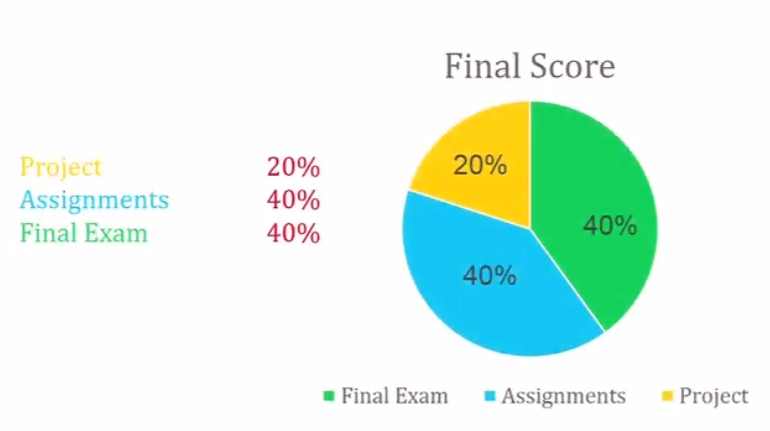 Final Score
Project 20%
Assignments 40%
Final Exam 40%
20%
40%
40%
Final Exam Assignments Project